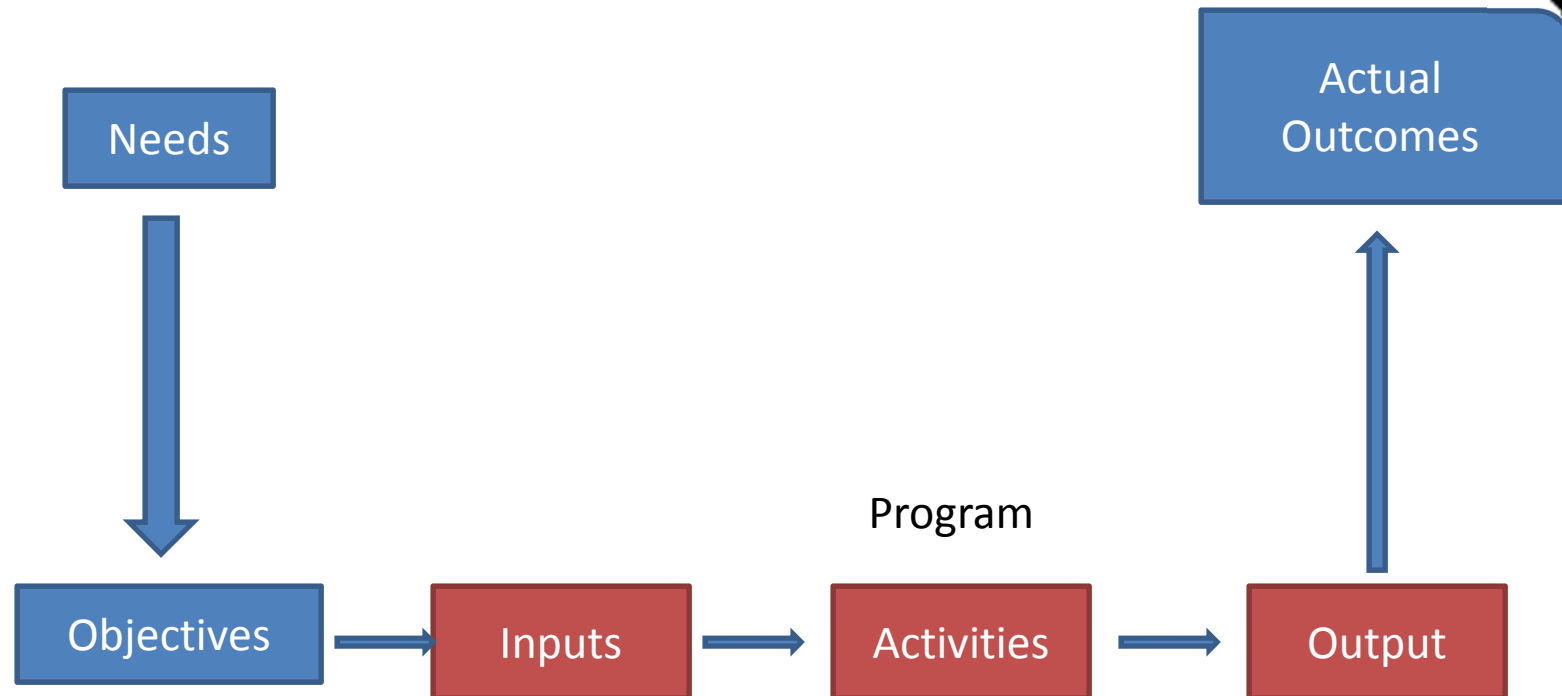 Needs
Actual
Outcomes
Program
Objectives
Inputs
Activities
Output